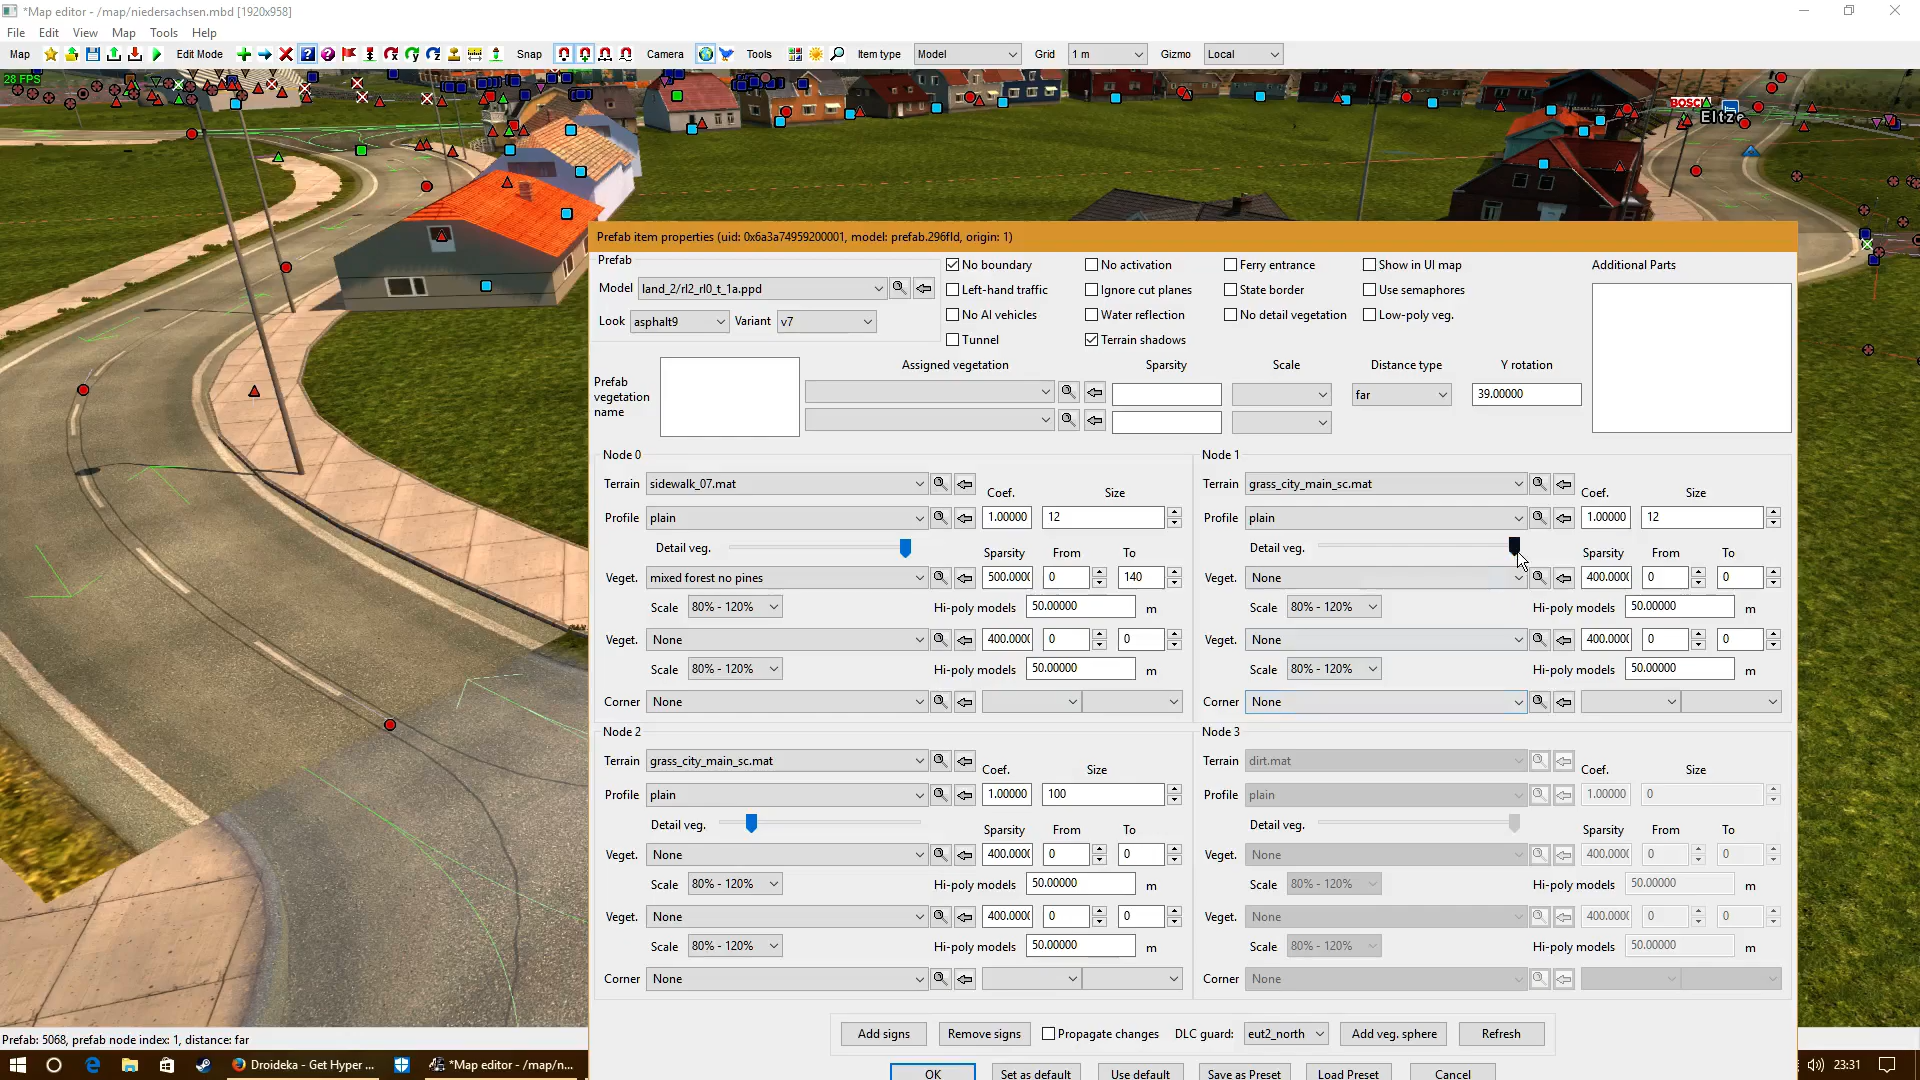 *Map editor - /map/niedersachsen.mbd [1920x958]
File Edit View Map Tools Help
Map Edit Mode Snap Camera Tools Item type Model Grid 1 m Gizmo Local
28 FPS
BOSCH
Eltze
Prefab item properties (uid: 0x6a3a74959200001, model: prefab.296fld, origin: 1)
Prefab No boundary No activation Ferry entrance Show in UI map Additional Parts
Model land_2/rl2_rl0_t_1a.ppd Left-hand traffic Ignore cut planes State border Use semaphores
Look asphalt9 Variant v7 No AI vehicles Water reflection No detail vegetation Low-poly veg.
Tunnel Terrain shadows
Assigned vegetation Sparsity Scale Distance type Y rotation
Prefab vegetation name far 39.00000
Node 0
Terrain sidewalk_07.mat Coef. Size
Profile plain 1.00000 12
Detail veg. Sparsity From To
Veget. mixed forest no pines 500.0000 0 140
Scale 80% - 120% Hi-poly models 50.00000 m
Veget. None 400.000( 0 0
Scale 80% - 120% Hi-poly models 50.00000 m
Corner None
Node 1
Terrain grass_city_main_sc.mat Coef. Size
Profile plain 1.00000 12
Detail veg. Sparsity From To
Veget. None 400.000( 0 0
Scale 80% - 120% Hi-poly models 50.00000 m
Veget. None 400.000( 0 0
Scale 80% - 120% Hi-poly models 50.00000 m
Corner None
Node 2
Terrain grass_city_main_sc.mat Coef. Size
Profile plain 1.00000 100
Detail veg. Sparsity From To
Veget. None 400.000( 0 0
Scale 80% - 120% Hi-poly models 50.00000 m
Veget. None 400.000( 0 0
Scale 80% - 120% Hi-poly models 50.00000 m
Corner None
Node 3
Terrain dirt.mat Coef. Size
Profile plain 1.00000 0
Detail veg. Sparsity From To
Veget. None 400.000( 0 0
Scale 80% - 120% Hi-poly models 50.00000 m
Veget. None 400.000( 0 0
Scale 80% - 120% Hi-poly models 50.00000 m
Corner None
Add signs Remove signs Propagate changes DLC guard: eut2_north Add veg. sphere Refresh
OK Set as default Use default Save as Preset Load Preset Cancel
Prefab: 5068, prefab node index: 1, distance: far
Droideka - Get Hyper ... *Map editor - /map/n... 23:31